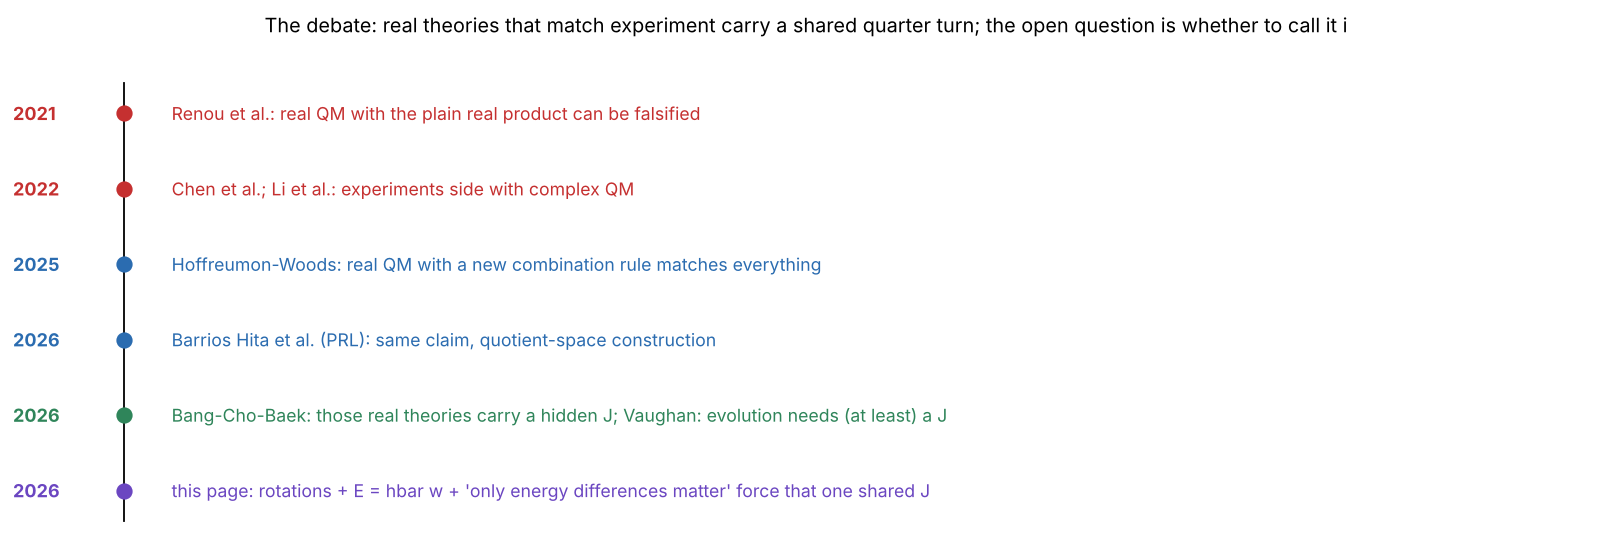 The debate: real theories that match experiment carry a shared quarter turn; the open question is whether to call it i
2021 Renou et al.: real QM with the plain real product can be falsified
2022 Chen et al.; Li et al.: experiments side with complex QM
2025 Hoffreumon-Woods: real QM with a new combination rule matches everything
2026 Barrios Hita et al. (PRL): same claim, quotient-space construction
2026 Bang-Cho-Baek: those real theories carry a hidden J; Vaughan: evolution needs (at least) a J
2026 this page: rotations + E = hbar w + 'only energy differences matter' force that one shared J